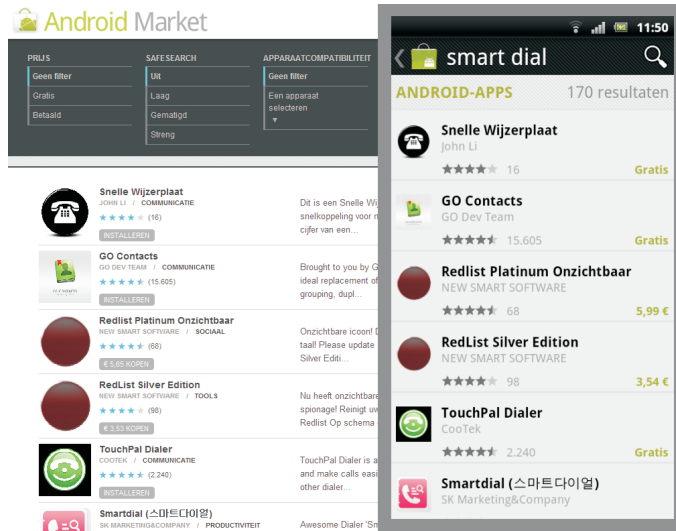 Android Market
PRIJS
Geen filter
Gratis
Betaald
SAFESEARCH
Uit
Laag
Gematigd
Streng
APPARAATCOMPATIBILITEIT
Geen filter
Een apparaat
selecteren
▼
Snelle Wijzerplaat
JOHN LI / COMMUNICATIE
(16)
INSTALLEREN
Dit is een Snelle Wi
snelkoppeling voor n
cijfer van een...
GO Contacts
GO DEV TEAM / COMMUNICATIE
(15.605)
INSTALLEREN
Brought to you by G
ideal replacement of
grouping, dupl...
Redlist Platinum Onzichtbaar
NEW SMART SOFTWARE / SOCIAAL
(68)
€ 5,65 KOPEN
Onzichtbare icoon! D
taal! Please update
Silver Editi...
RedList Silver Edition
NEW SMART SOFTWARE / TOOLS
(98)
€ 3,53 KOPEN
Nu heeft onzichtbare
spionage! Reinigt uw
Redlist Op schema
TouchPal Dialer
COOTEK / COMMUNICATIE
(2.240)
INSTALLEREN
TouchPal Dialer is a
and make calls easi
other dialer...
Smartdial (스마트다이얼)
SK MARKETING&COMPANY / PRODUCTIVITEIT
Awesome Dialer 'Sm
11:50
smart dial
ANDROID-APPS 170 resultaten
Snelle Wijzerplaat
John Li
16 Gratis
GO Contacts
GO Dev Team
15.605 Gratis
Redlist Platinum Onzichtbaar
NEW SMART SOFTWARE
68 5,99 €
RedList Silver Edition
NEW SMART SOFTWARE
98 3,54 €
TouchPal Dialer
CooTek
2.240 Gratis
Smartdial (스마트다이얼)
SK Marketing&Company